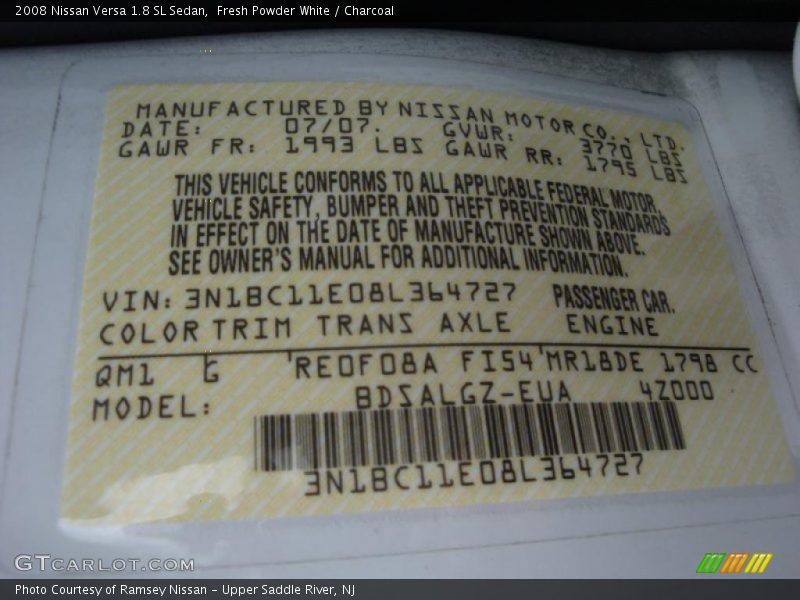 2008 Nissan Versa 1.8 SL Sedan, Fresh Powder White / Charcoal
MANUFACTURED BY NISSAN MOTOR CO., LTD.
DATE: 07/07. GVWR: 3770 LBS
GAWR FR: 1993 LBS GAWR RR: 1795 LBS
THIS VEHICLE CONFORMS TO ALL APPLICABLE FEDERAL MOTOR
VEHICLE SAFETY, BUMPER AND THEFT PREVENTION STANDARDS
IN EFFECT ON THE DATE OF MANUFACTURE SHOWN ABOVE.
SEE OWNER'S MANUAL FOR ADDITIONAL INFORMATION.
VIN: 3N1BC11E08L364727 PASSENGER CAR.
COLOR TRIM TRANS AXLE ENGINE
QM1 G RE0F08A FI54 MR18DE 1798 CC
MODEL: BDSALGZ-EUA 4Z000
3N1BC11E08L364727
GTCARLOT.COM
Photo Courtesy of Ramsey Nissan - Upper Saddle River, NJ